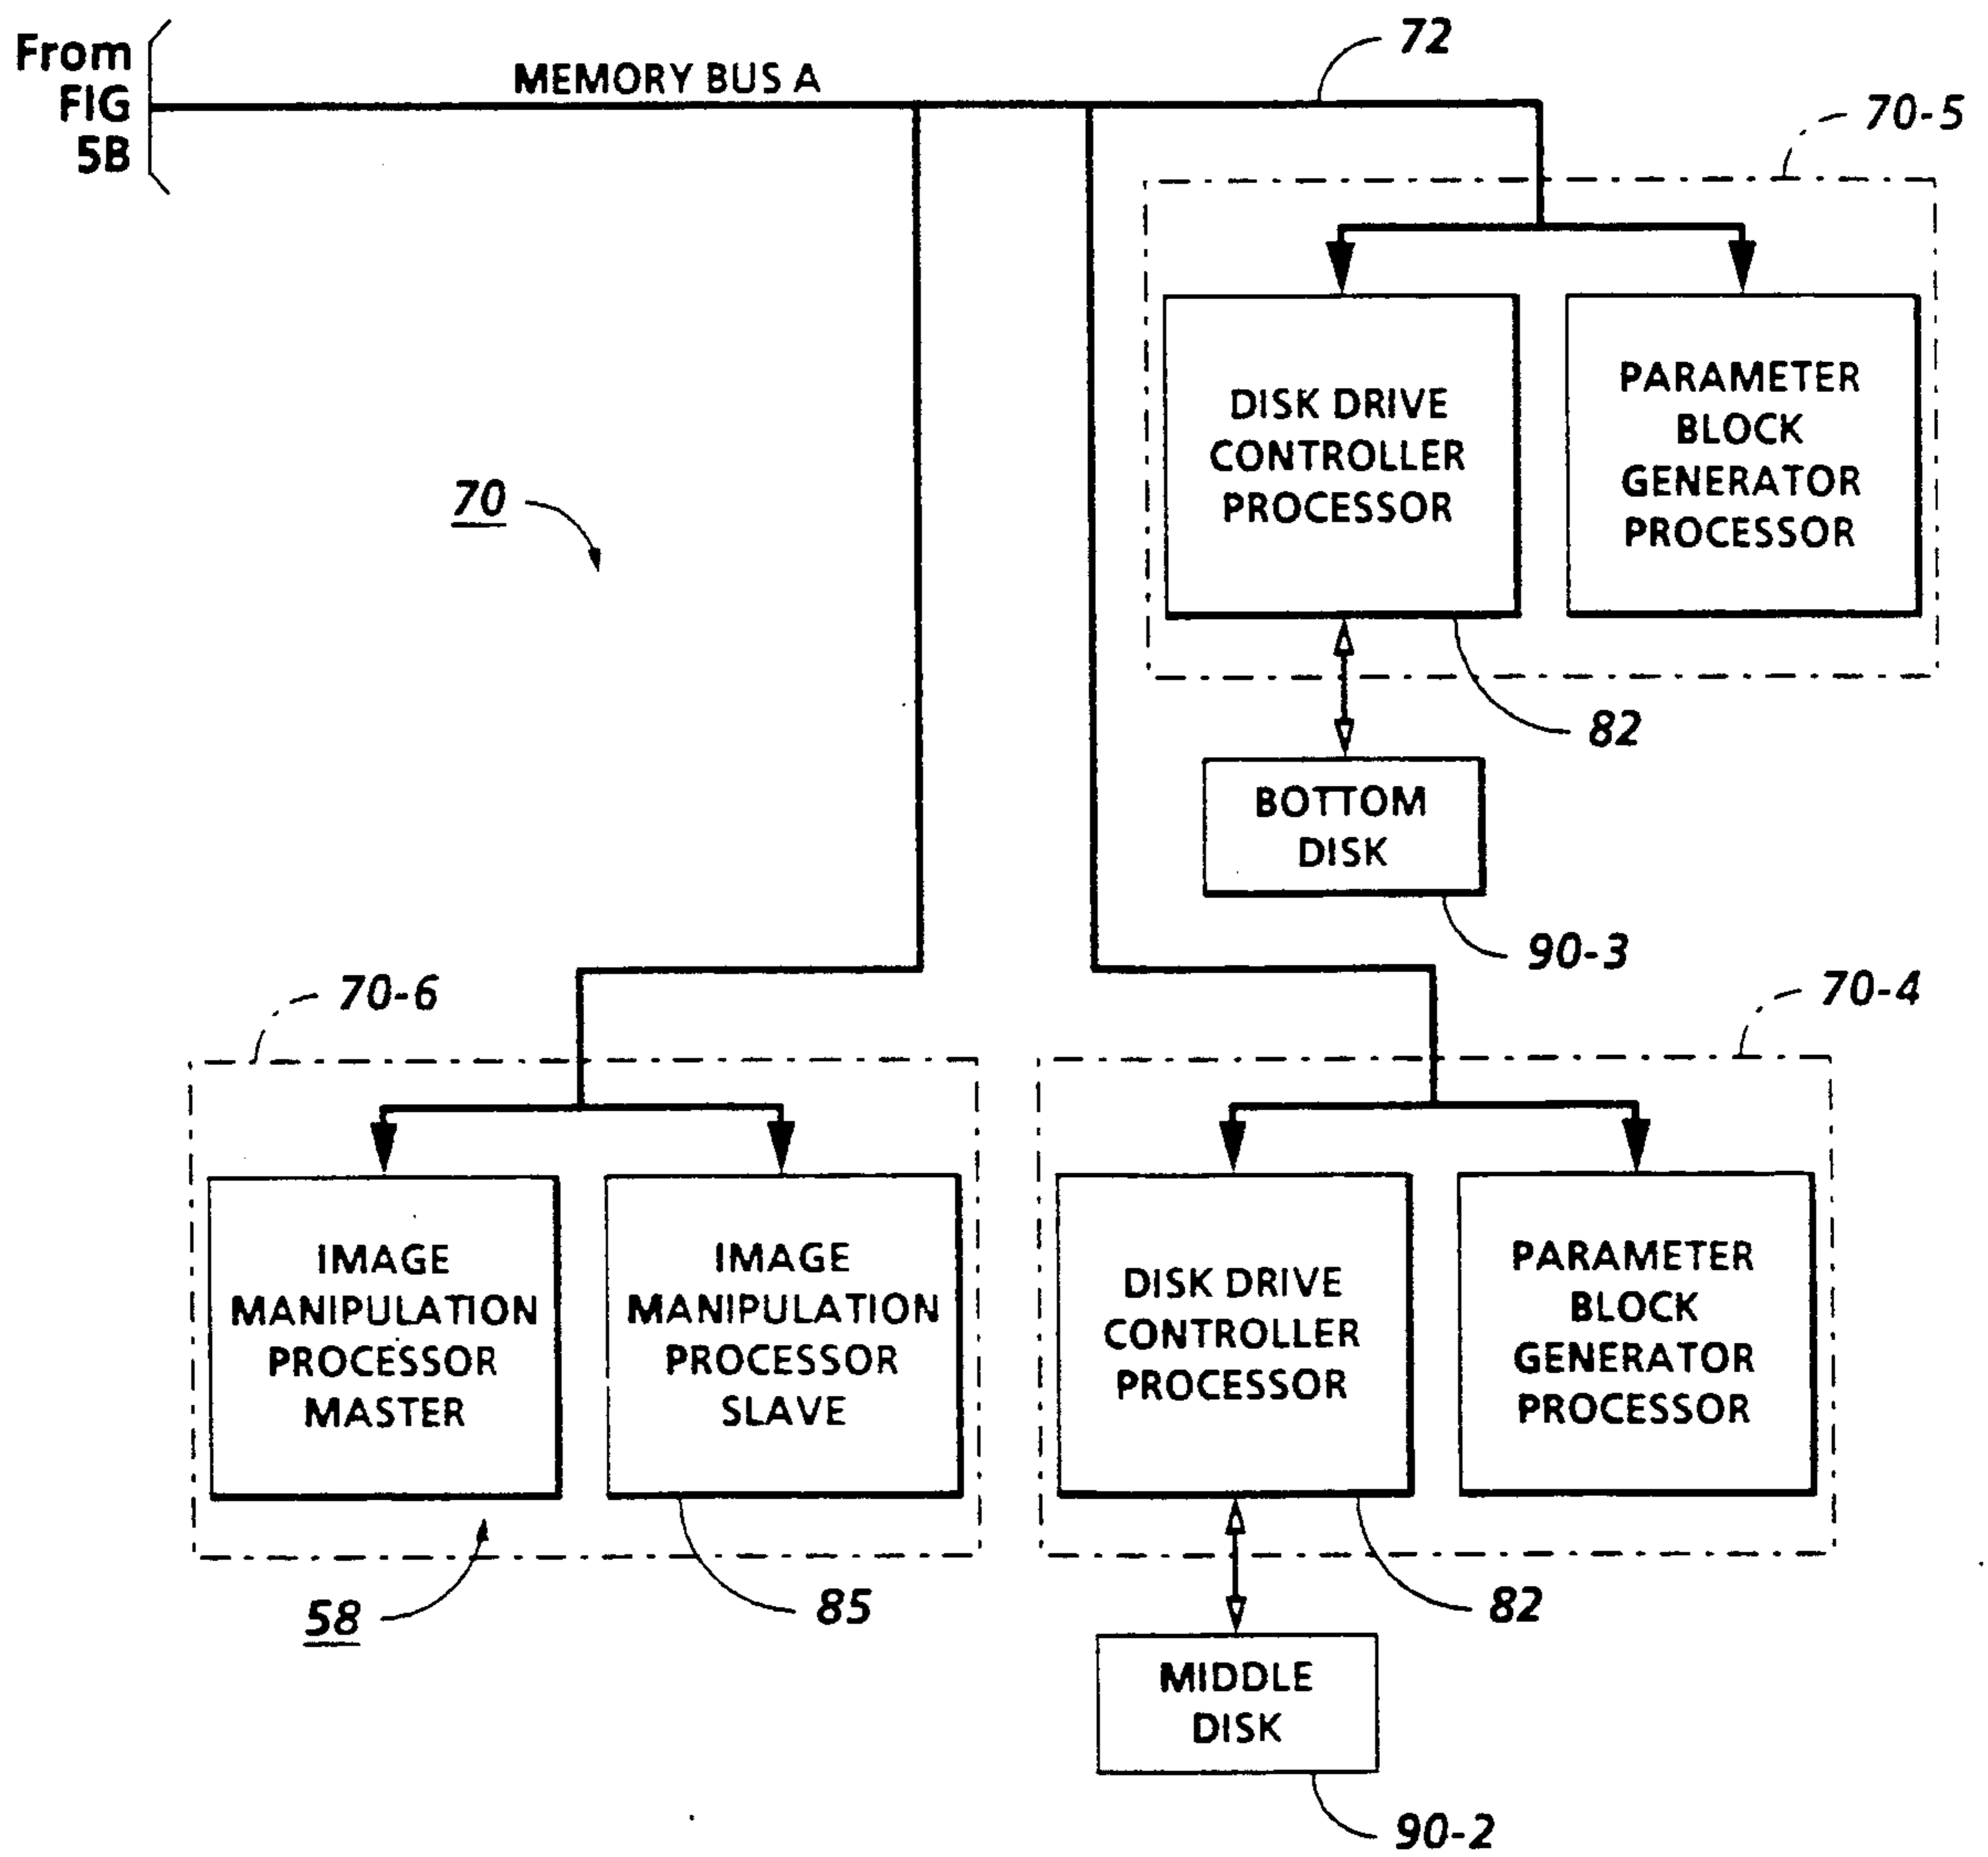 From
FIG
5B
MEMORY BUS A
72
70-5
DISK DRIVE
CONTROLLER
PROCESSOR
PARAMETER
BLOCK
GENERATOR
PROCESSOR
70
82
BOTTOM
DISK
90-3
70-6
70-4
IMAGE
MANIPULATION
PROCESSOR
MASTER
IMAGE
MANIPULATION
PROCESSOR
SLAVE
DISK DRIVE
CONTROLLER
PROCESSOR
PARAMETER
BLOCK
GENERATOR
PROCESSOR
58
85
82
MIDDLE
DISK
90-2